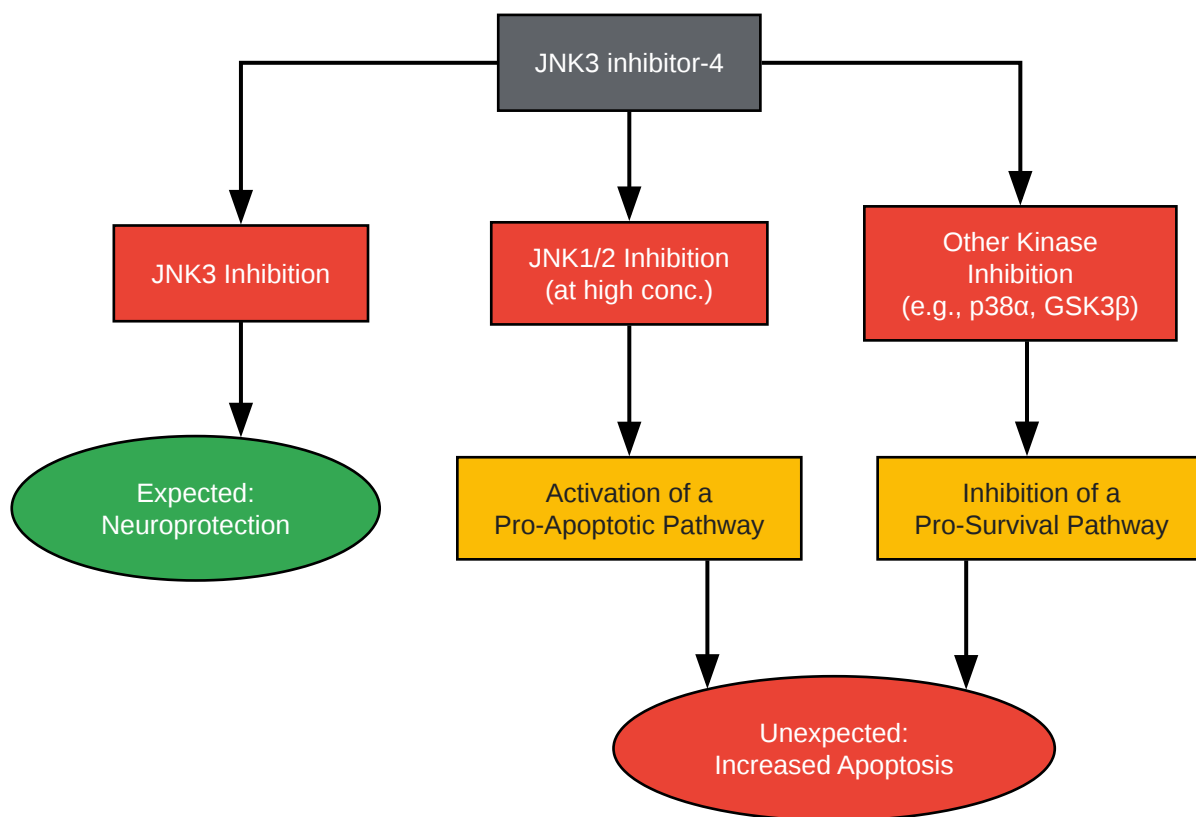 JNK3 inhibitor-4
JNK3 Inhibition
JNK1/2 Inhibition
(at high conc.)
Other Kinase
Inhibition
(e.g., p38α, GSK3β)
Expected:
Neuroprotection
Activation of a
Pro-Apoptotic Pathway
Inhibition of a
Pro-Survival Pathway
Unexpected:
Increased Apoptosis